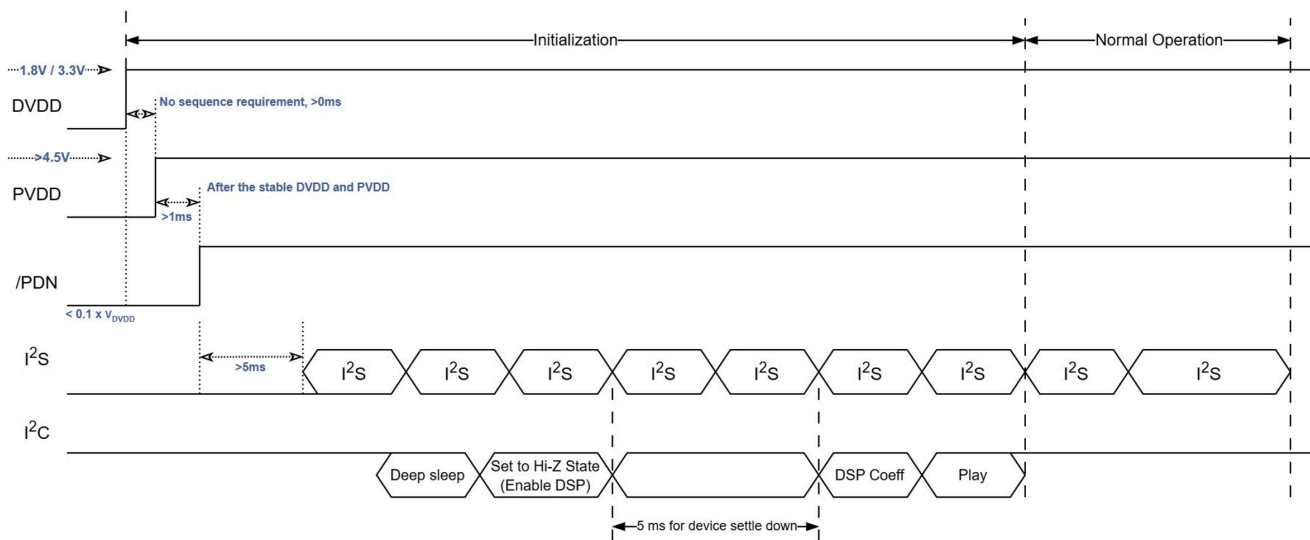 Initialization
Normal Operation
1.8V / 3.3V
DVDD
No sequence requirement, >0ms
>4.5V
PVDD
After the stable DVDD and PVDD
>1ms
/PDN
< 0.1 x V_DVDD
I²S
>5ms
I²S
I²S
I²S
I²S
I²S
I²S
I²S
I²S
I²S
I²C
Deep sleep
Set to Hi-Z State
(Enable DSP)
DSP Coeff
Play
5 ms for device settle down